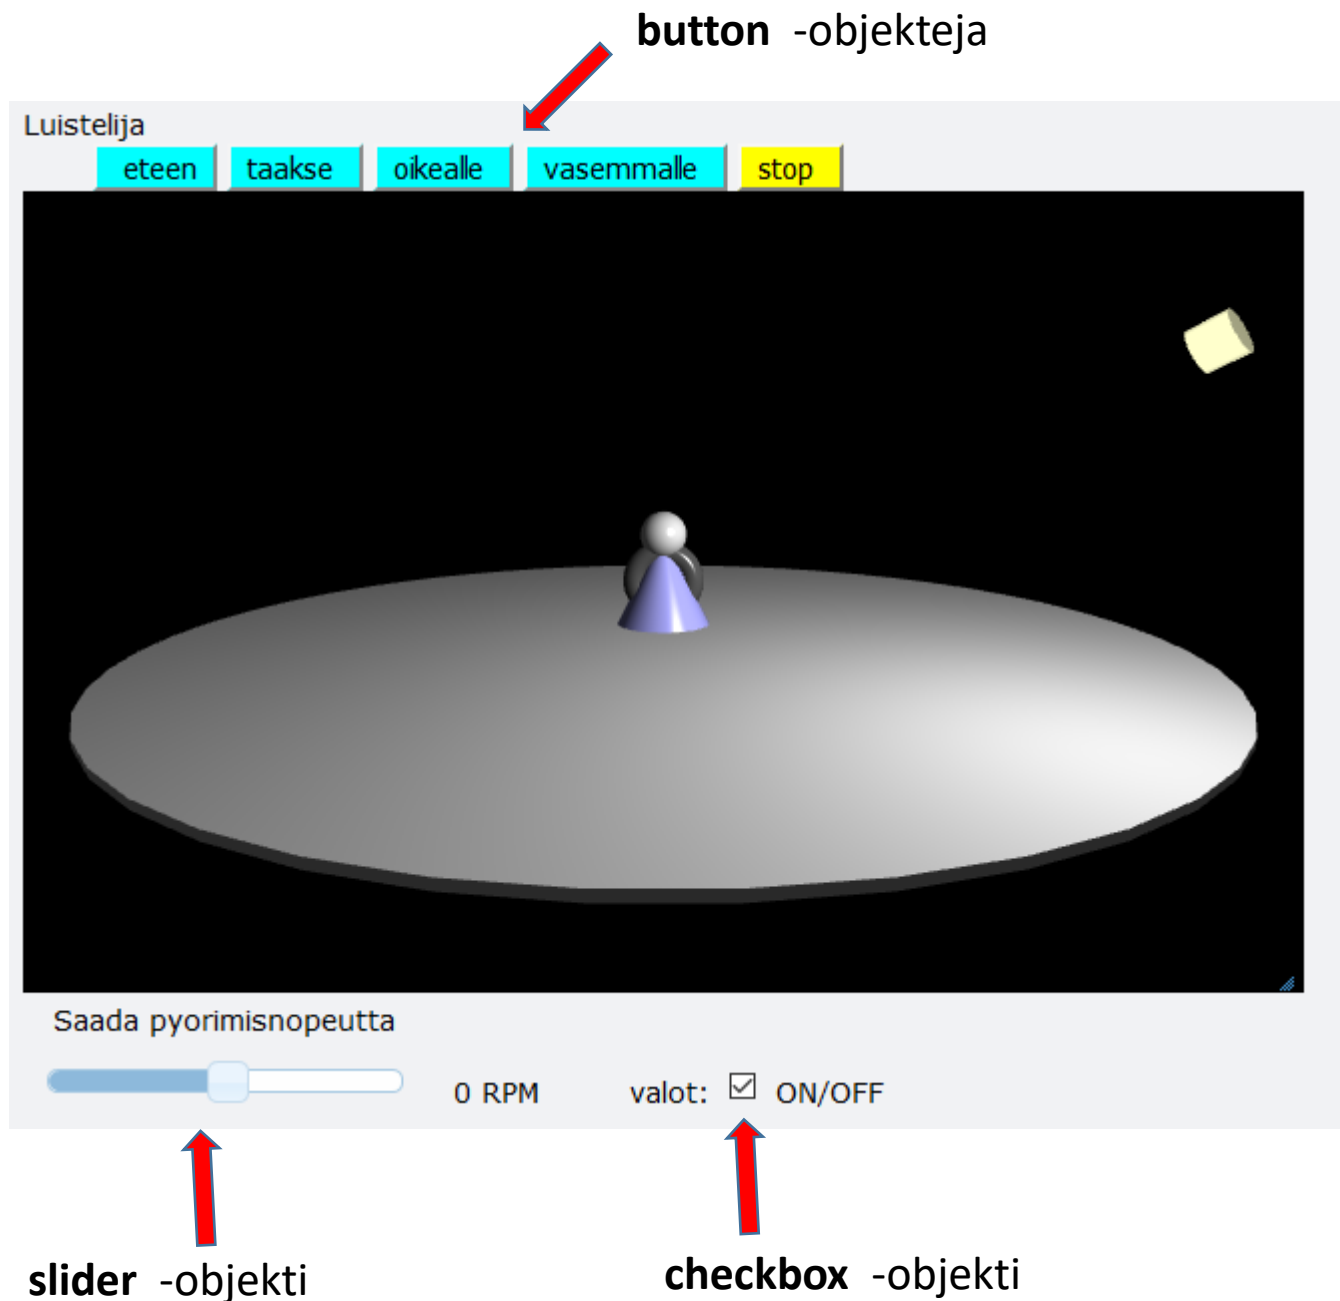 button -objekteja
Luistelija
eteen taakse oikealle vasemmalle stop
Saada pyorimisnopeutta
0 RPM valot: ON/OFF
slider -objekti checkbox -objekti